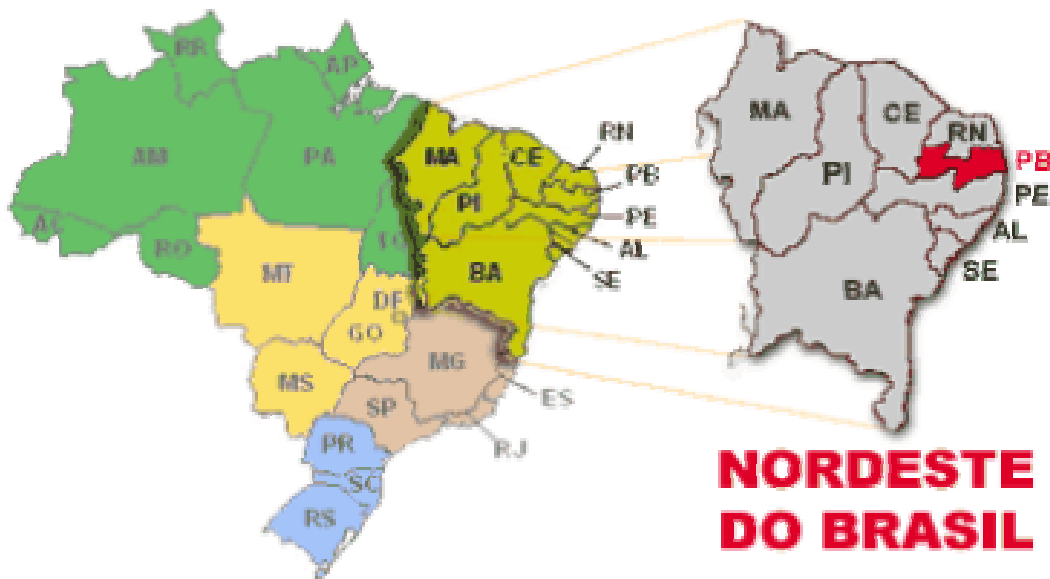 RR
AP
AM
PA
MA
CE
RN
PB
PI
PE
AL
SE
BA
AC
RO
TO
MT
DF
GO
MS
MG
ES
SP
RJ
PR
SC
RS
MA
CE
RN
PB
PI
PE
AL
SE
BA
NORDESTE
DO BRASIL